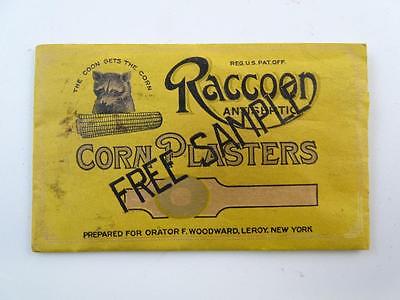 THE COON GETS THE CORN
REG. U.S. PAT. OFF.
Raccoon
ANTISEPTIC
CORN PLASTERS
FREE SAMPLE
PREPARED FOR ORATOR F. WOODWARD, LEROY, NEW YORK